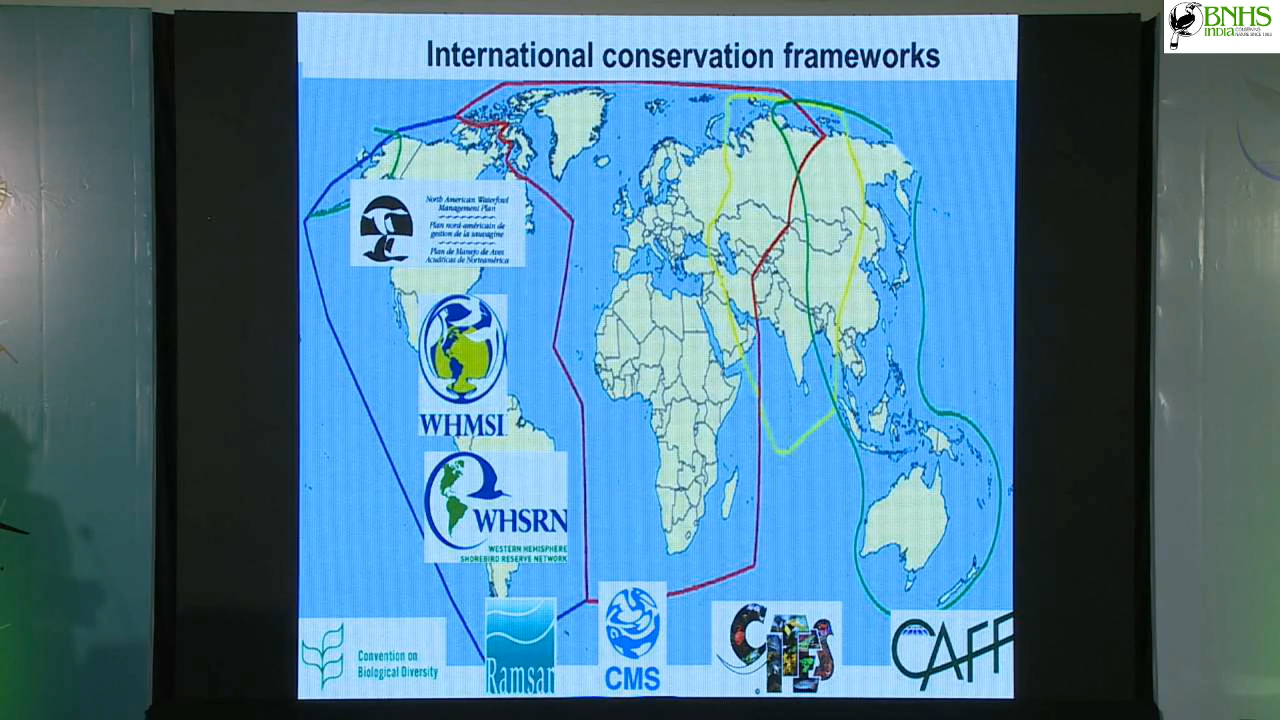 BNHS
INDIA
International conservation frameworks
North American Waterfowl
Management Plan
Plan nord-américain de
gestion de la sauvagine
Plan de Manejo de Aves
Acuáticas de Norteamérica
WHMSI
WHSRN
WESTERN HEMISPHERE
SHOREBIRD RESERVE NETWORK
Convention on
Biological Diversity
Ramsar
CMS
CITES
CAFF